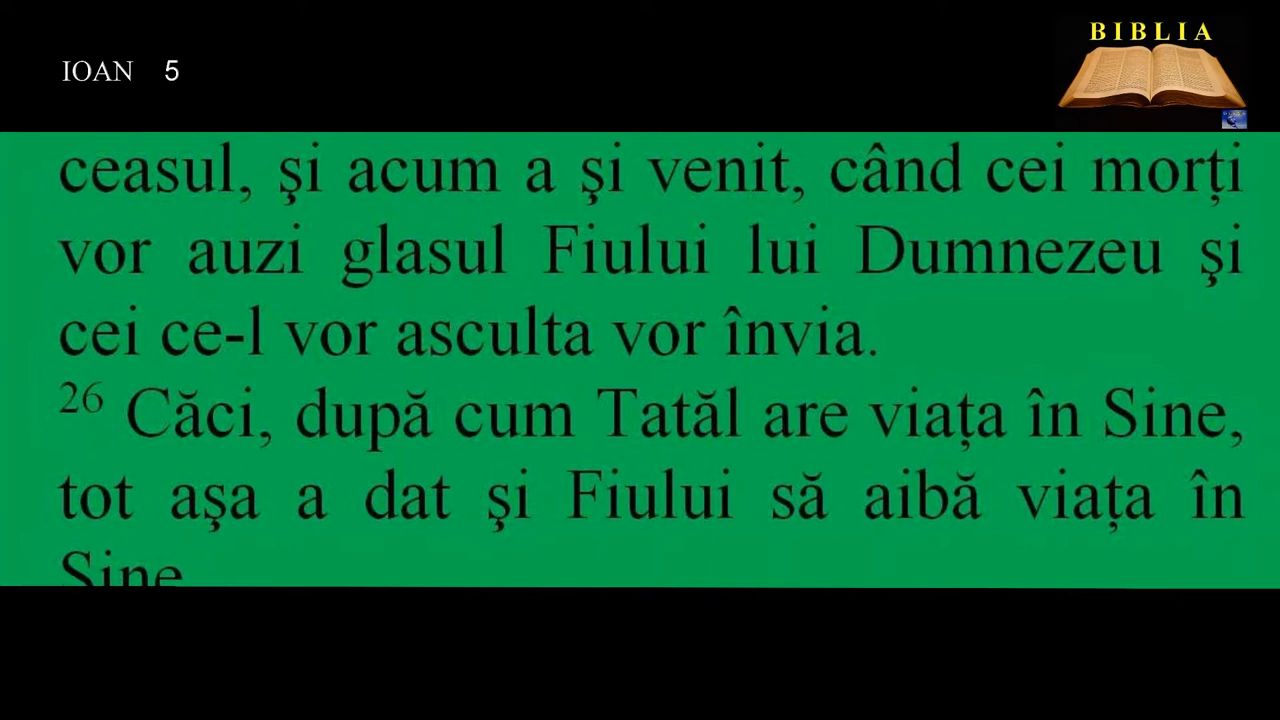 BIBLIA
IOAN 5
ceasul, şi acum a şi venit, când cei morţi
vor auzi glasul Fiului lui Dumnezeu şi
cei ce-l vor asculta vor învia.
26 Căci, după cum Tatăl are viaţa în Sine,
tot aşa a dat şi Fiului să aibă viaţa în
Sine